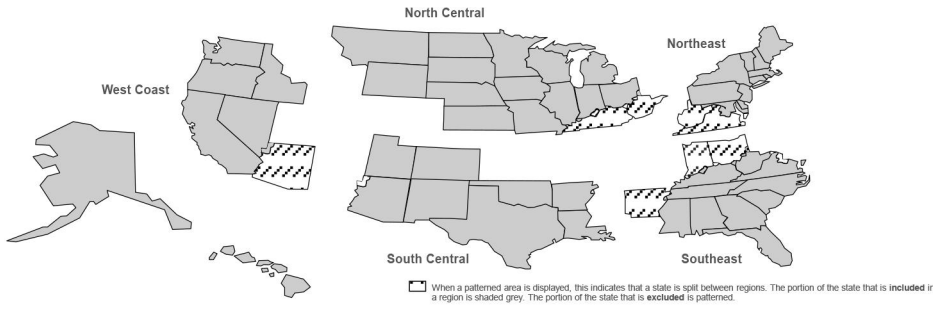 North Central
Northeast
West Coast
South Central
Southeast
When a patterned area is displayed, this indicates that a state is split between regions. The portion of the state that is included in
a region is shaded grey. The portion of the state that is excluded is patterned.